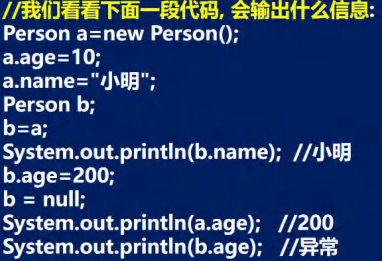 //我们看看下面一段代码, 会输出什么信息:
Person a=new Person();
a.age=10;
a.name="小明";
Person b;
b=a;
System.out.println(b.name);  //小明
b.age=200;
b = null;
System.out.println(a.age);   //200
System.out.println(b.age);   //异常